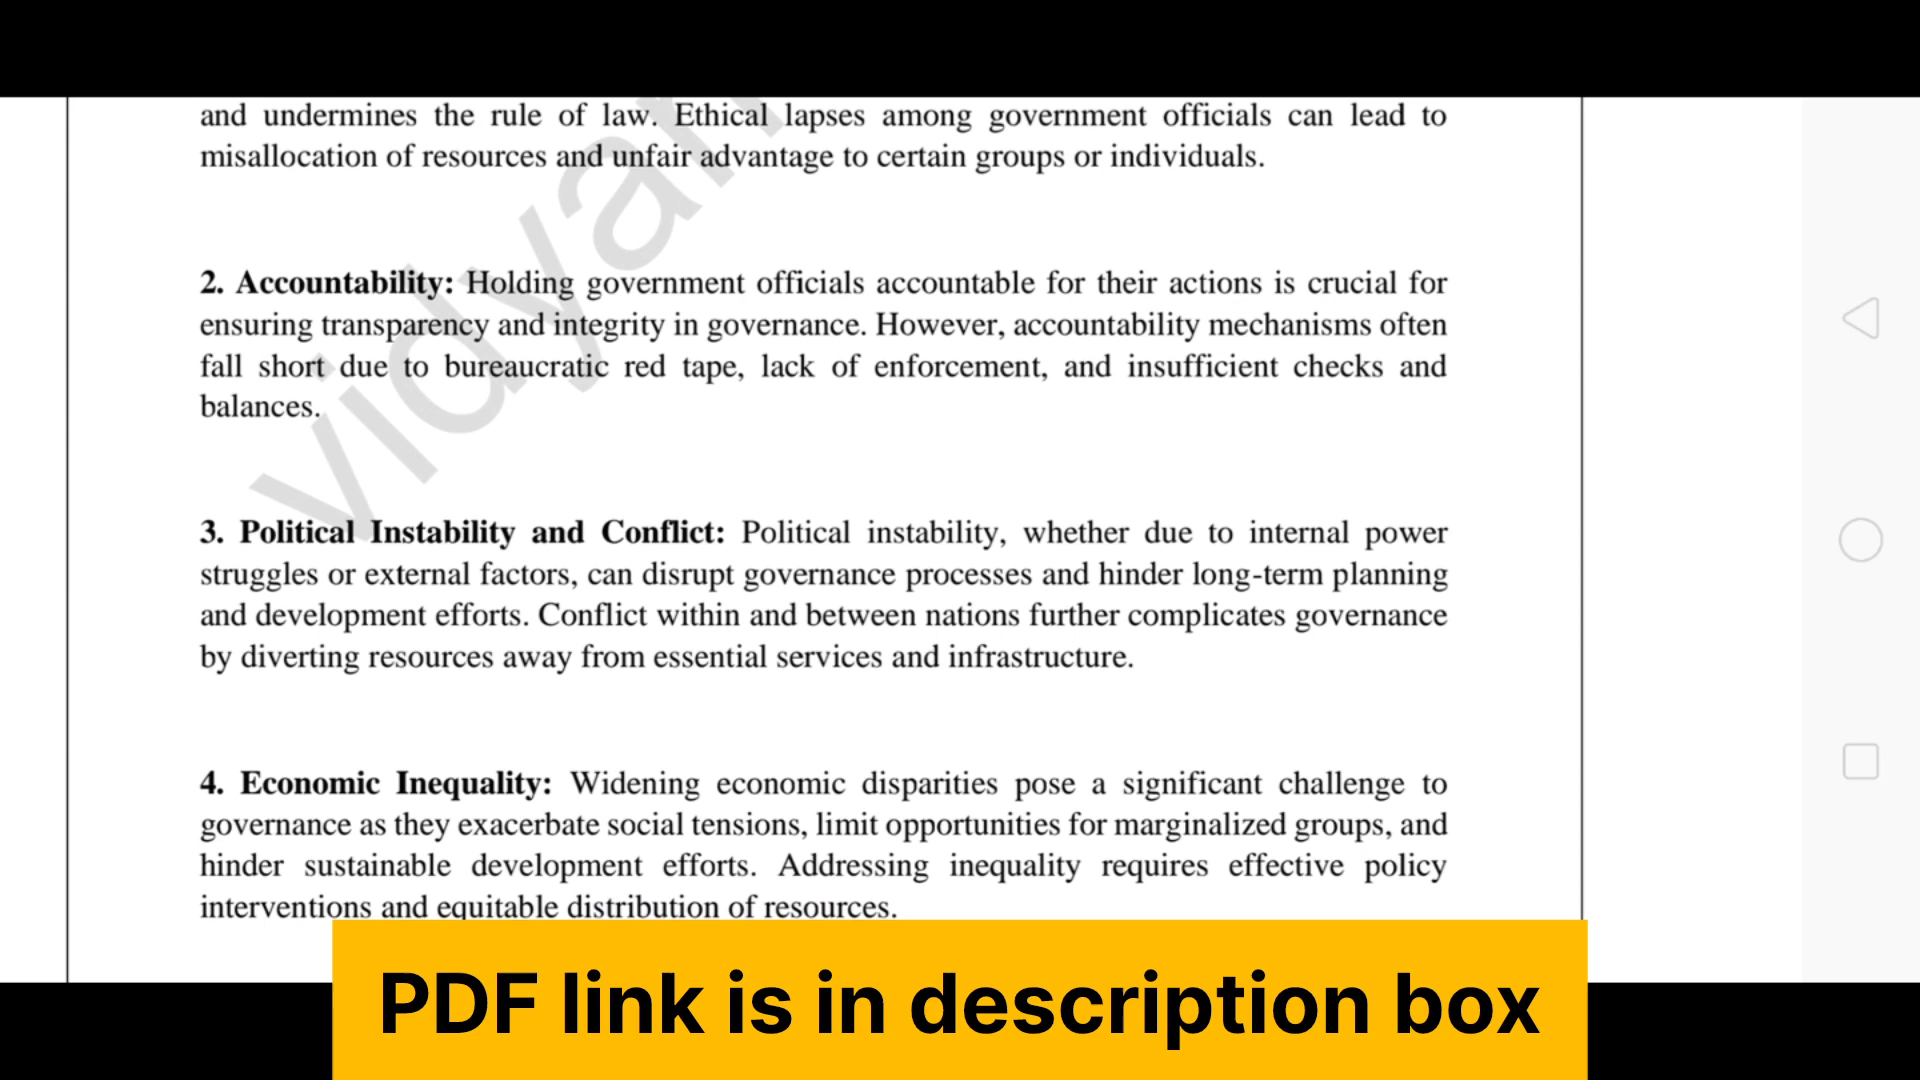 and undermines the rule of law. Ethical lapses among government officials can lead to
misallocation of resources and unfair advantage to certain groups or individuals.
2. Accountability: Holding government officials accountable for their actions is crucial for
ensuring transparency and integrity in governance. However, accountability mechanisms often
fall short due to bureaucratic red tape, lack of enforcement, and insufficient checks and
balances.
3. Political Instability and Conflict: Political instability, whether due to internal power
struggles or external factors, can disrupt governance processes and hinder long-term planning
and development efforts. Conflict within and between nations further complicates governance
by diverting resources away from essential services and infrastructure.
4. Economic Inequality: Widening economic disparities pose a significant challenge to
governance as they exacerbate social tensions, limit opportunities for marginalized groups, and
hinder sustainable development efforts. Addressing inequality requires effective policy
interventions and equitable distribution of resources.
PDF link is in description box